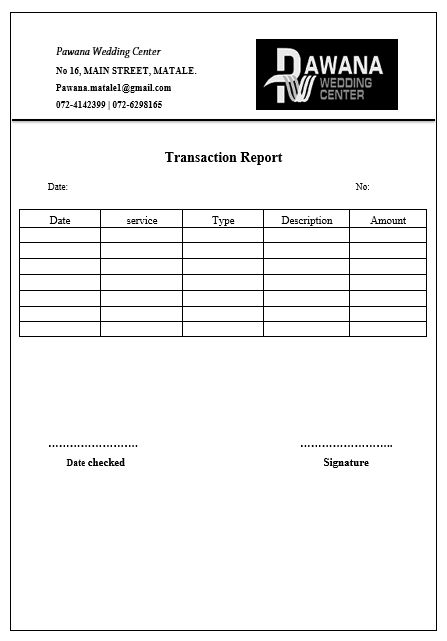 Pawana Wedding Center
No 16, MAIN STREET, MATALE.
Pawana.matale1@gmail.com
072-4142399 | 072-6298165
PAWANA
WEDDING
CENTER
Transaction Report
Date: No:
Date service Type Description Amount
........................ .........................
Date checked Signature